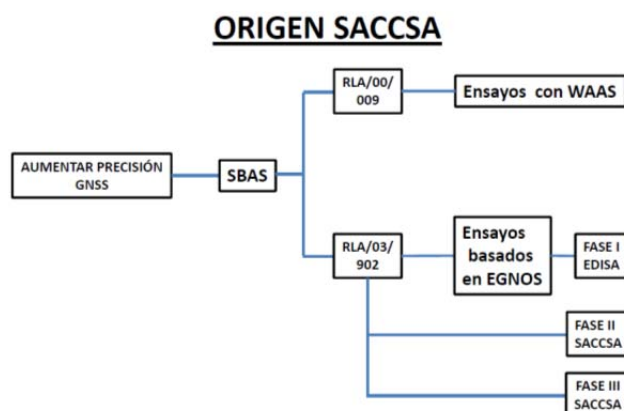 ORIGEN SACCSA
RLA/00/
009
Ensayos con WAAS
AUMENTAR PRECISIÓN
GNSS
SBAS
RLA/03/
902
Ensayos
basados
en EGNOS
FASE I
EDISA
FASE II
SACCSA
FASE III
SACCSA